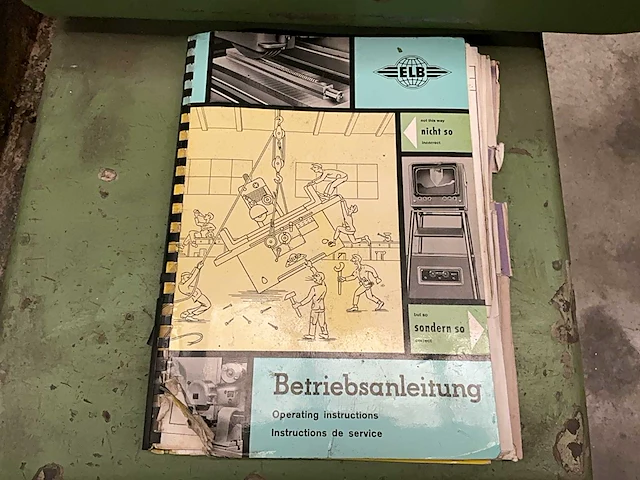 ELB
not this way
nicht so
but so
sondern so
Betriebsanleitung
Operating instructions
Instructions de service